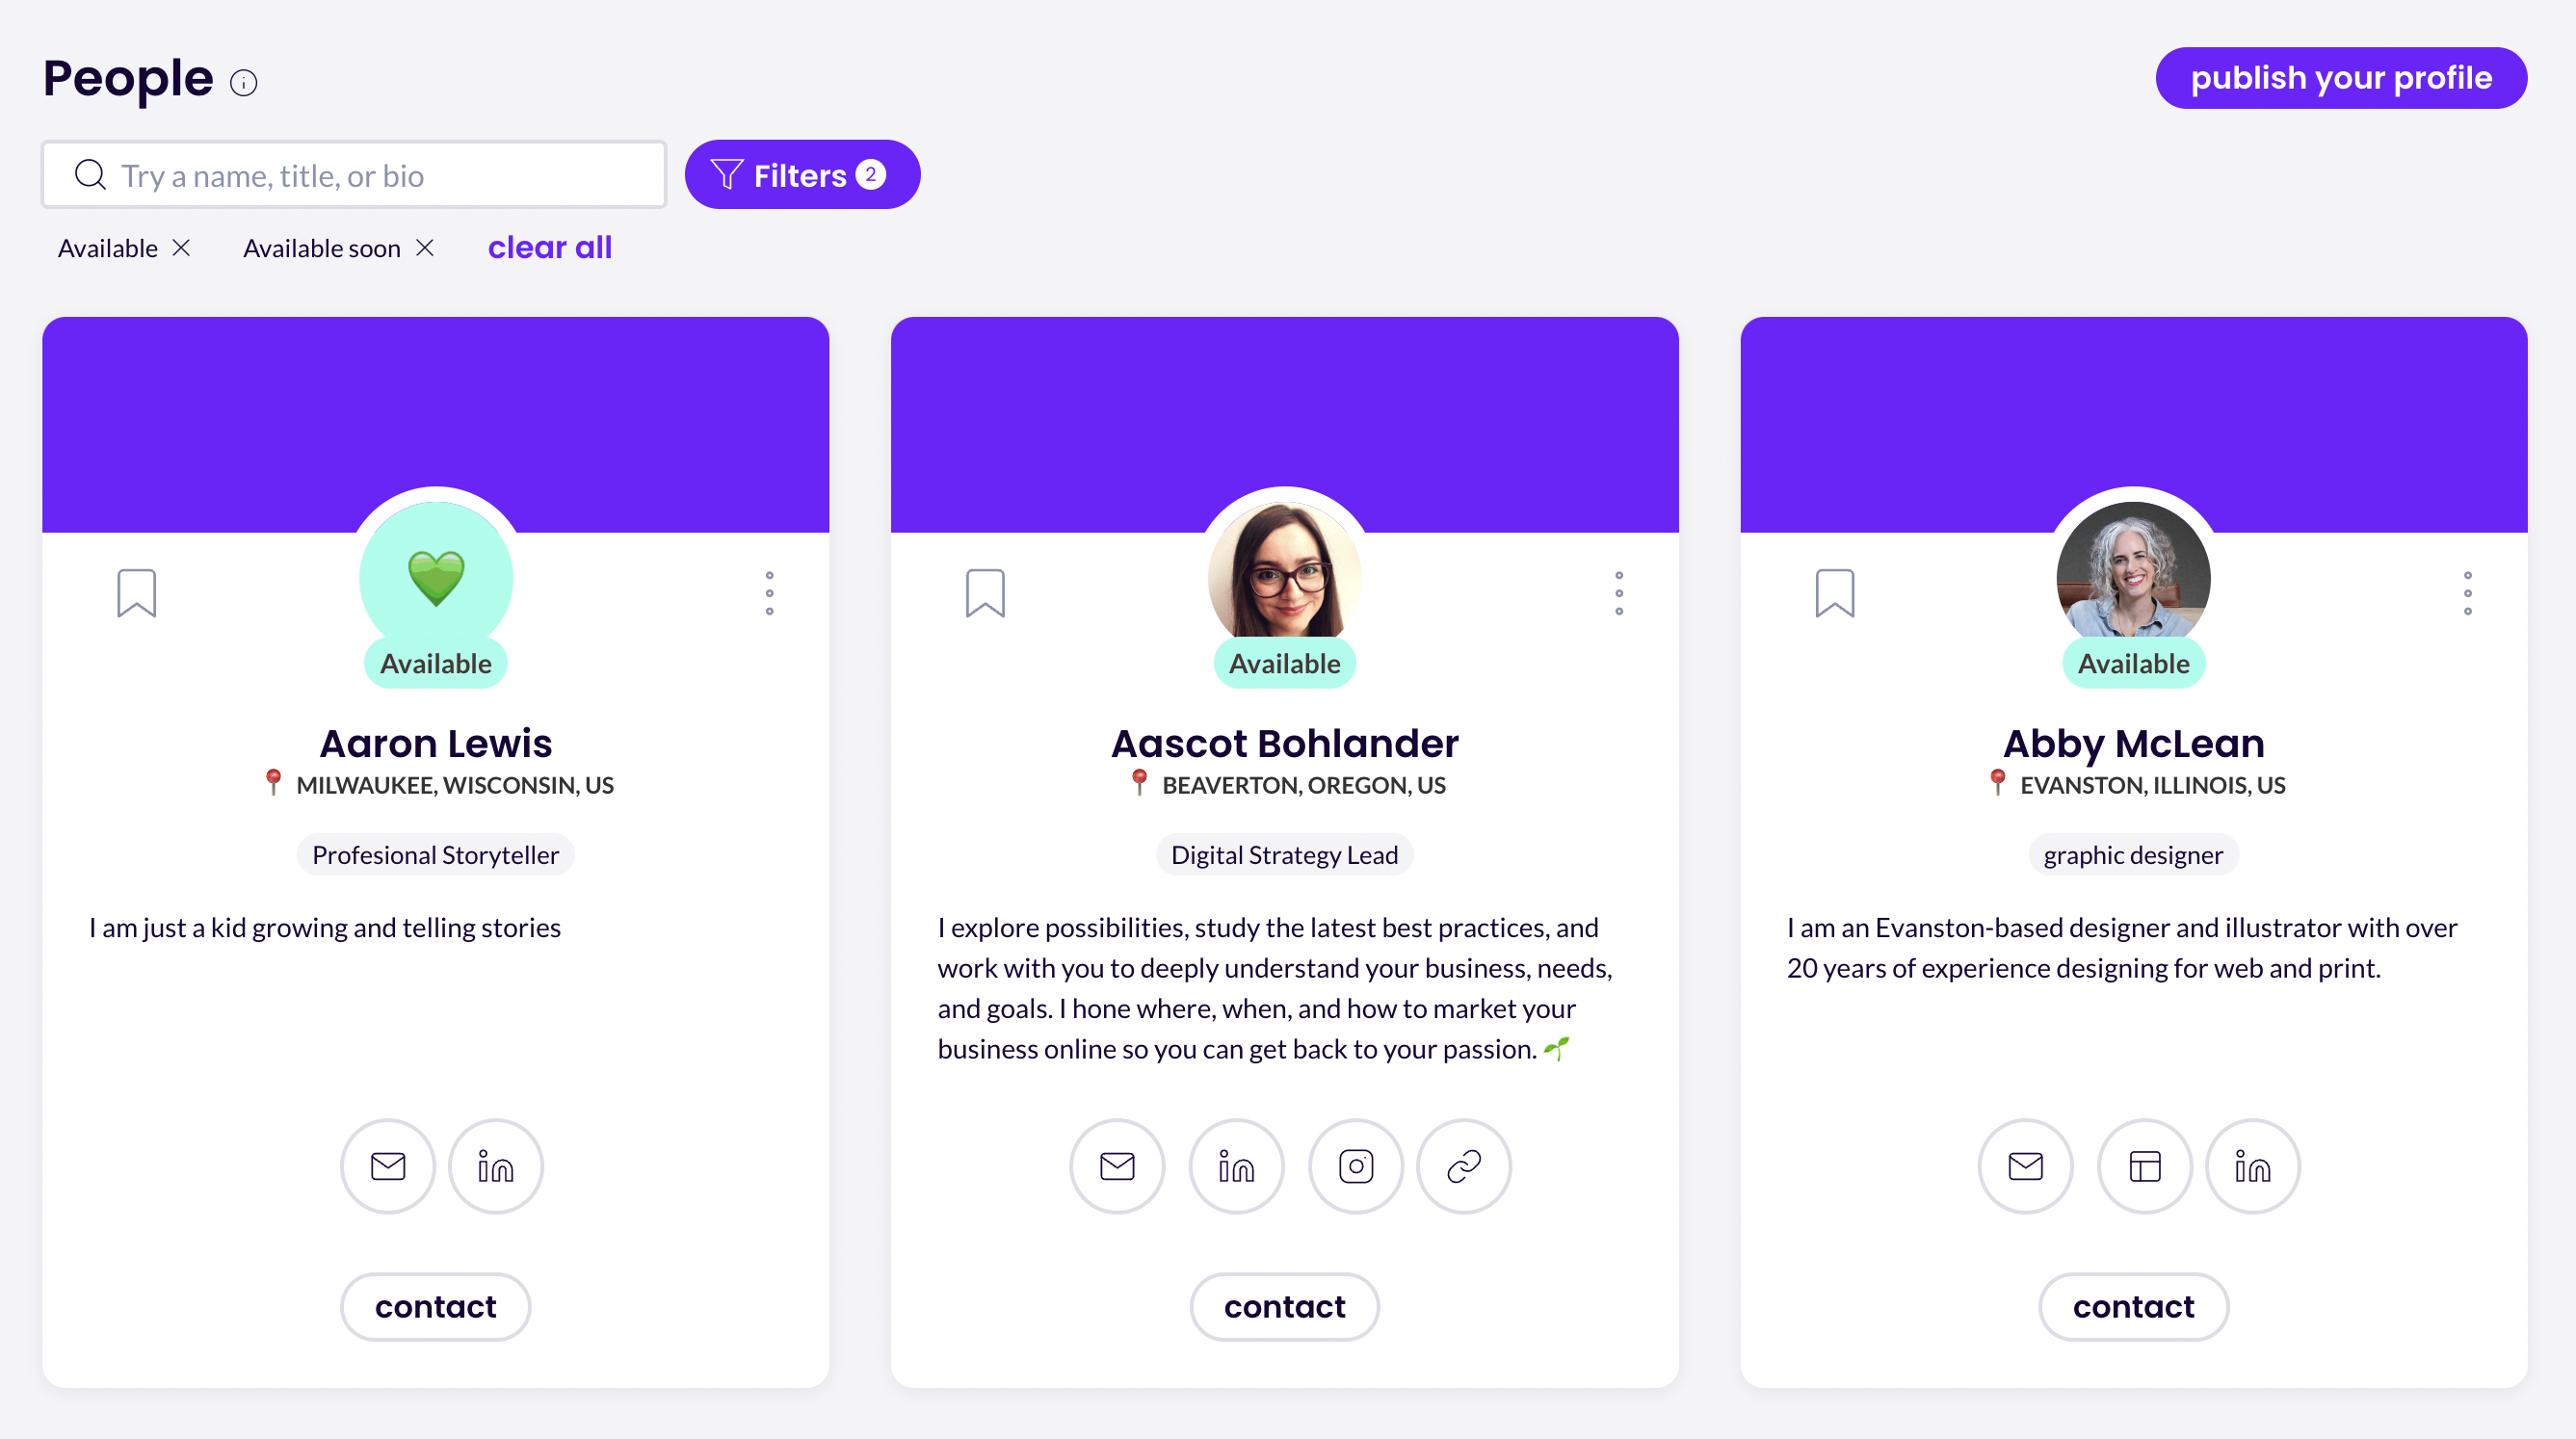 People
publish your profile
Try a name, title, or bio
Filters 2
Available
Available soon
clear all
Available
Aaron Lewis
MILWAUKEE, WISCONSIN, US
Profesional Storyteller
I am just a kid growing and telling stories
contact
Available
Aascot Bohlander
BEAVERTON, OREGON, US
Digital Strategy Lead
I explore possibilities, study the latest best practices, and
work with you to deeply understand your business, needs,
and goals. I hone where, when, and how to market your
business online so you can get back to your passion. 🌱
contact
Available
Abby McLean
EVANSTON, ILLINOIS, US
graphic designer
I am an Evanston-based designer and illustrator with over
20 years of experience designing for web and print.
contact